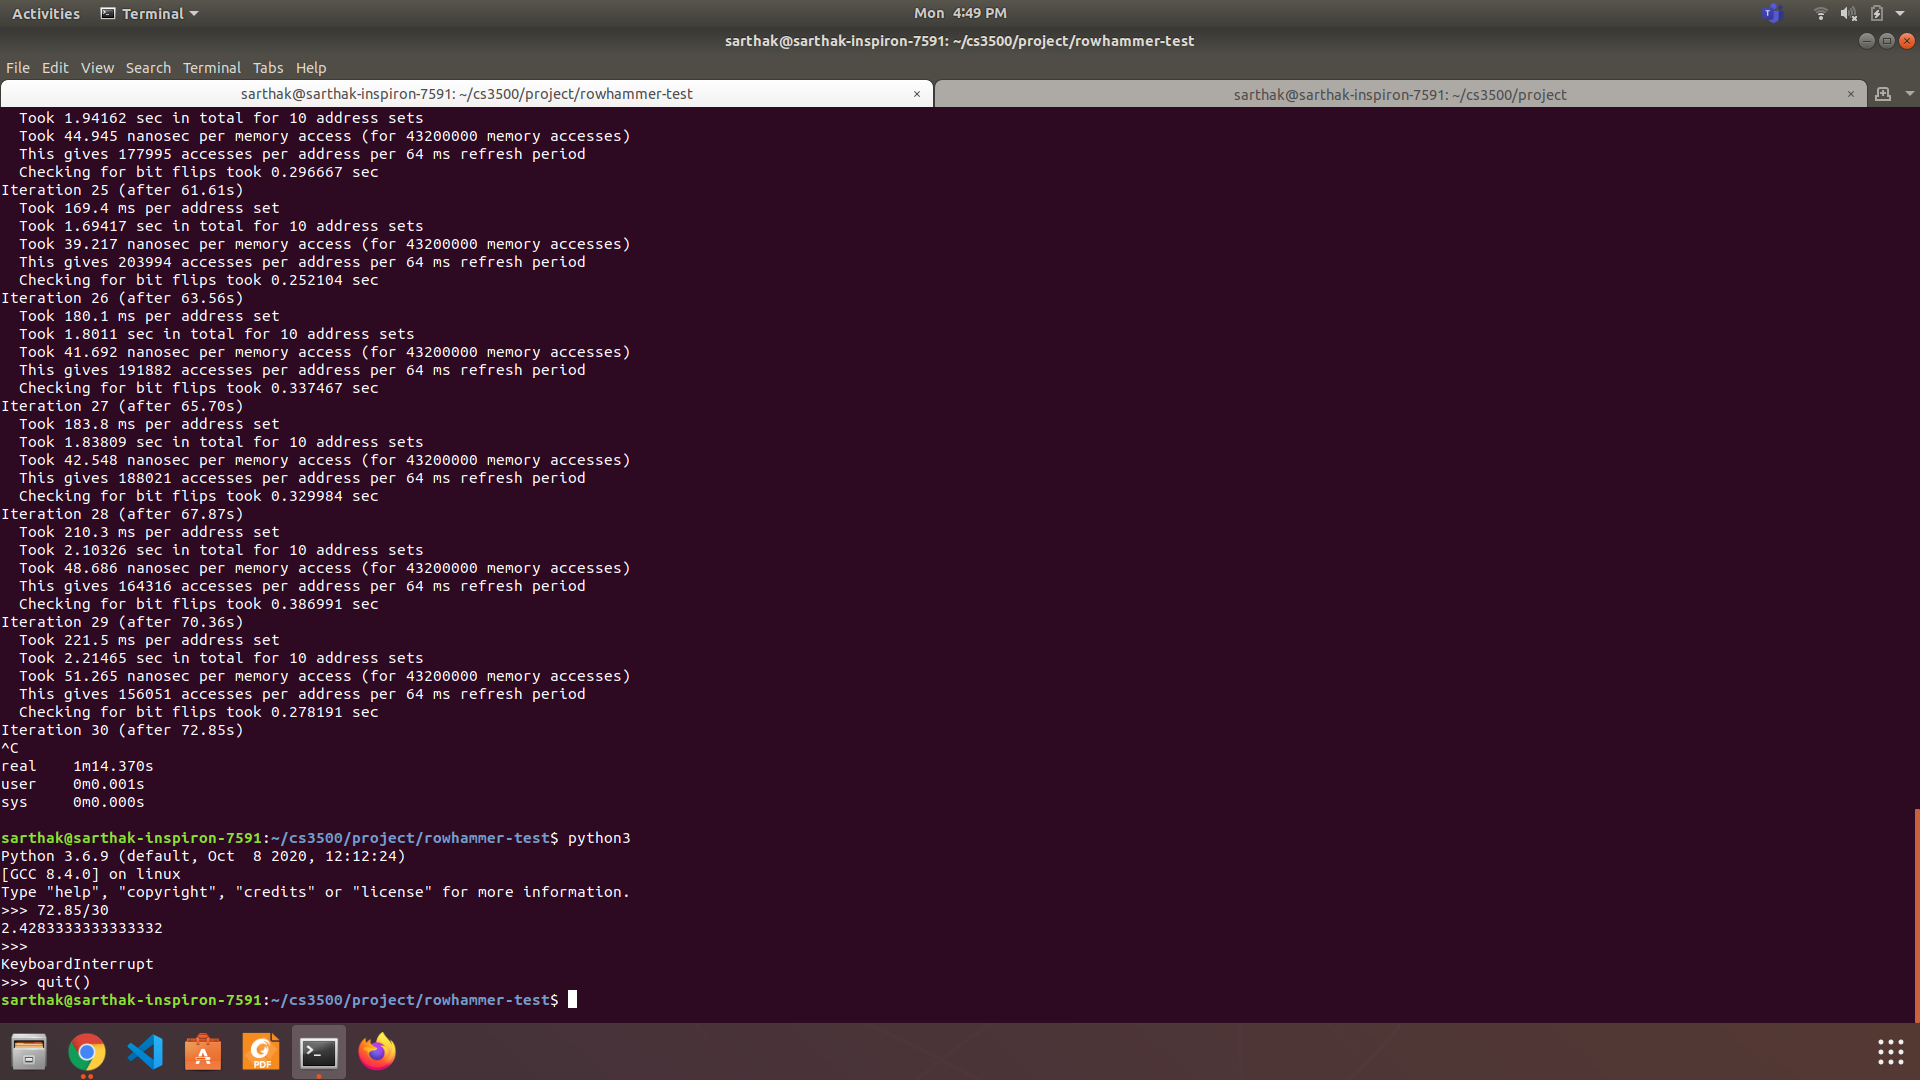 Activities Terminal Mon 4:49 PM
sarthak@sarthak-inspiron-7591: ~/cs3500/project/rowhammer-test
File Edit View Search Terminal Tabs Help
sarthak@sarthak-inspiron-7591: ~/cs3500/project/rowhammer-test × sarthak@sarthak-inspiron-7591: ~/cs3500/project ×
  Took 1.94162 sec in total for 10 address sets
  Took 44.945 nanosec per memory access (for 43200000 memory accesses)
  This gives 177995 accesses per address per 64 ms refresh period
  Checking for bit flips took 0.296667 sec
Iteration 25 (after 61.61s)
  Took 169.4 ms per address set
  Took 1.69417 sec in total for 10 address sets
  Took 39.217 nanosec per memory access (for 43200000 memory accesses)
  This gives 203994 accesses per address per 64 ms refresh period
  Checking for bit flips took 0.252104 sec
Iteration 26 (after 63.56s)
  Took 180.1 ms per address set
  Took 1.8011 sec in total for 10 address sets
  Took 41.692 nanosec per memory access (for 43200000 memory accesses)
  This gives 191882 accesses per address per 64 ms refresh period
  Checking for bit flips took 0.337467 sec
Iteration 27 (after 65.70s)
  Took 183.8 ms per address set
  Took 1.83809 sec in total for 10 address sets
  Took 42.548 nanosec per memory access (for 43200000 memory accesses)
  This gives 188021 accesses per address per 64 ms refresh period
  Checking for bit flips took 0.329984 sec
Iteration 28 (after 67.87s)
  Took 210.3 ms per address set
  Took 2.10326 sec in total for 10 address sets
  Took 48.686 nanosec per memory access (for 43200000 memory accesses)
  This gives 164316 accesses per address per 64 ms refresh period
  Checking for bit flips took 0.386991 sec
Iteration 29 (after 70.36s)
  Took 221.5 ms per address set
  Took 2.21465 sec in total for 10 address sets
  Took 51.265 nanosec per memory access (for 43200000 memory accesses)
  This gives 156051 accesses per address per 64 ms refresh period
  Checking for bit flips took 0.278191 sec
Iteration 30 (after 72.85s)
^C
real    1m14.370s
user    0m0.001s
sys     0m0.000s
sarthak@sarthak-inspiron-7591:~/cs3500/project/rowhammer-test$ python3
Python 3.6.9 (default, Oct  8 2020, 12:12:24)
[GCC 8.4.0] on linux
Type "help", "copyright", "credits" or "license" for more information.
>>> 72.85/30
2.4283333333333332
>>>
KeyboardInterrupt
>>> quit()
sarthak@sarthak-inspiron-7591:~/cs3500/project/rowhammer-test$
PDF